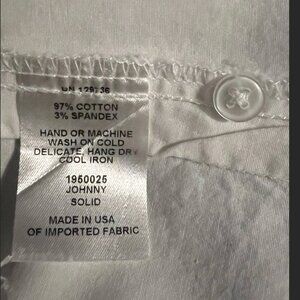 97% COTTON
3% SPANDEX
HAND OR MACHINE
WASH ON COLD
DELICATE, HANG DRY
COOL IRON
1950025
JOHNNY
SOLID
MADE IN USA
OF IMPORTED FABRIC